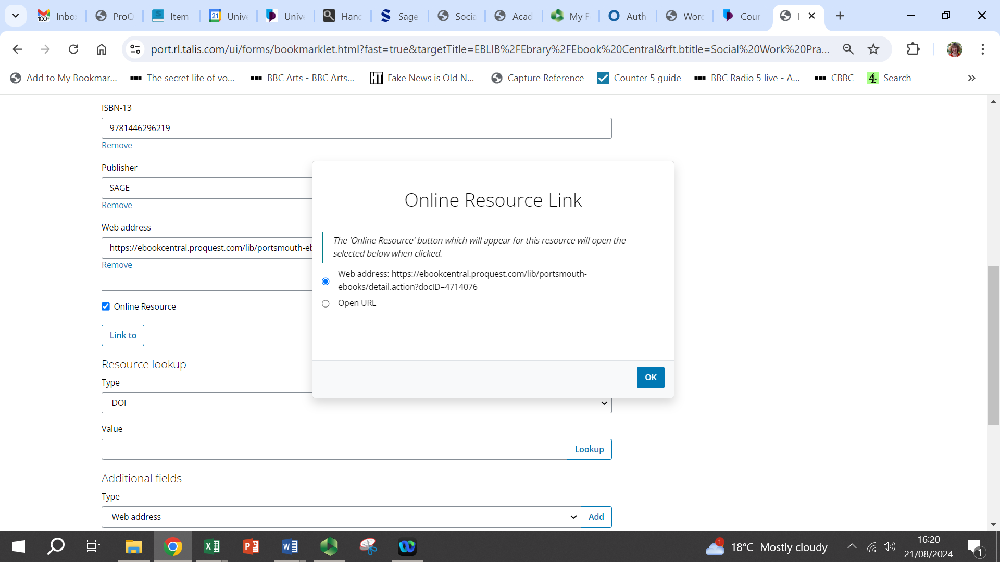 Inbo
ProQ
Item
21
Unive
Unive
Hand
Sage
Socia
Acad
My F
Auth
Word
Cour
port.rl.talis.com/ui/forms/bookmarklet.html?fast=true&targetTitle=EBLIB%2FEbrary%2FEbook%20Central&rft.btitle=Social%20Work%20Pra...
Add to My Bookmar...
The secret life of vo...
BBC Arts - BBC Arts...
Fake News is Old N...
Capture Reference
Counter 5 guide
BBC Radio 5 live - A...
CBBC
Search
ISBN-13
9781446296219
Remove
Publisher
SAGE
Remove
Web address
https://ebookcentral.proquest.com/lib/portsmouth-eb
Remove
Online Resource
Link to
Resource lookup
Type
DOI
Value
Lookup
Additional fields
Type
Web address
Add
Online Resource Link
The 'Online Resource' button which will appear for this resource will open the
selected below when clicked.
Web address: https://ebookcentral.proquest.com/lib/portsmouth-
ebooks/detail.action?docID=4714076
Open URL
OK
1
18°C Mostly cloudy
16:20
21/08/2024
1